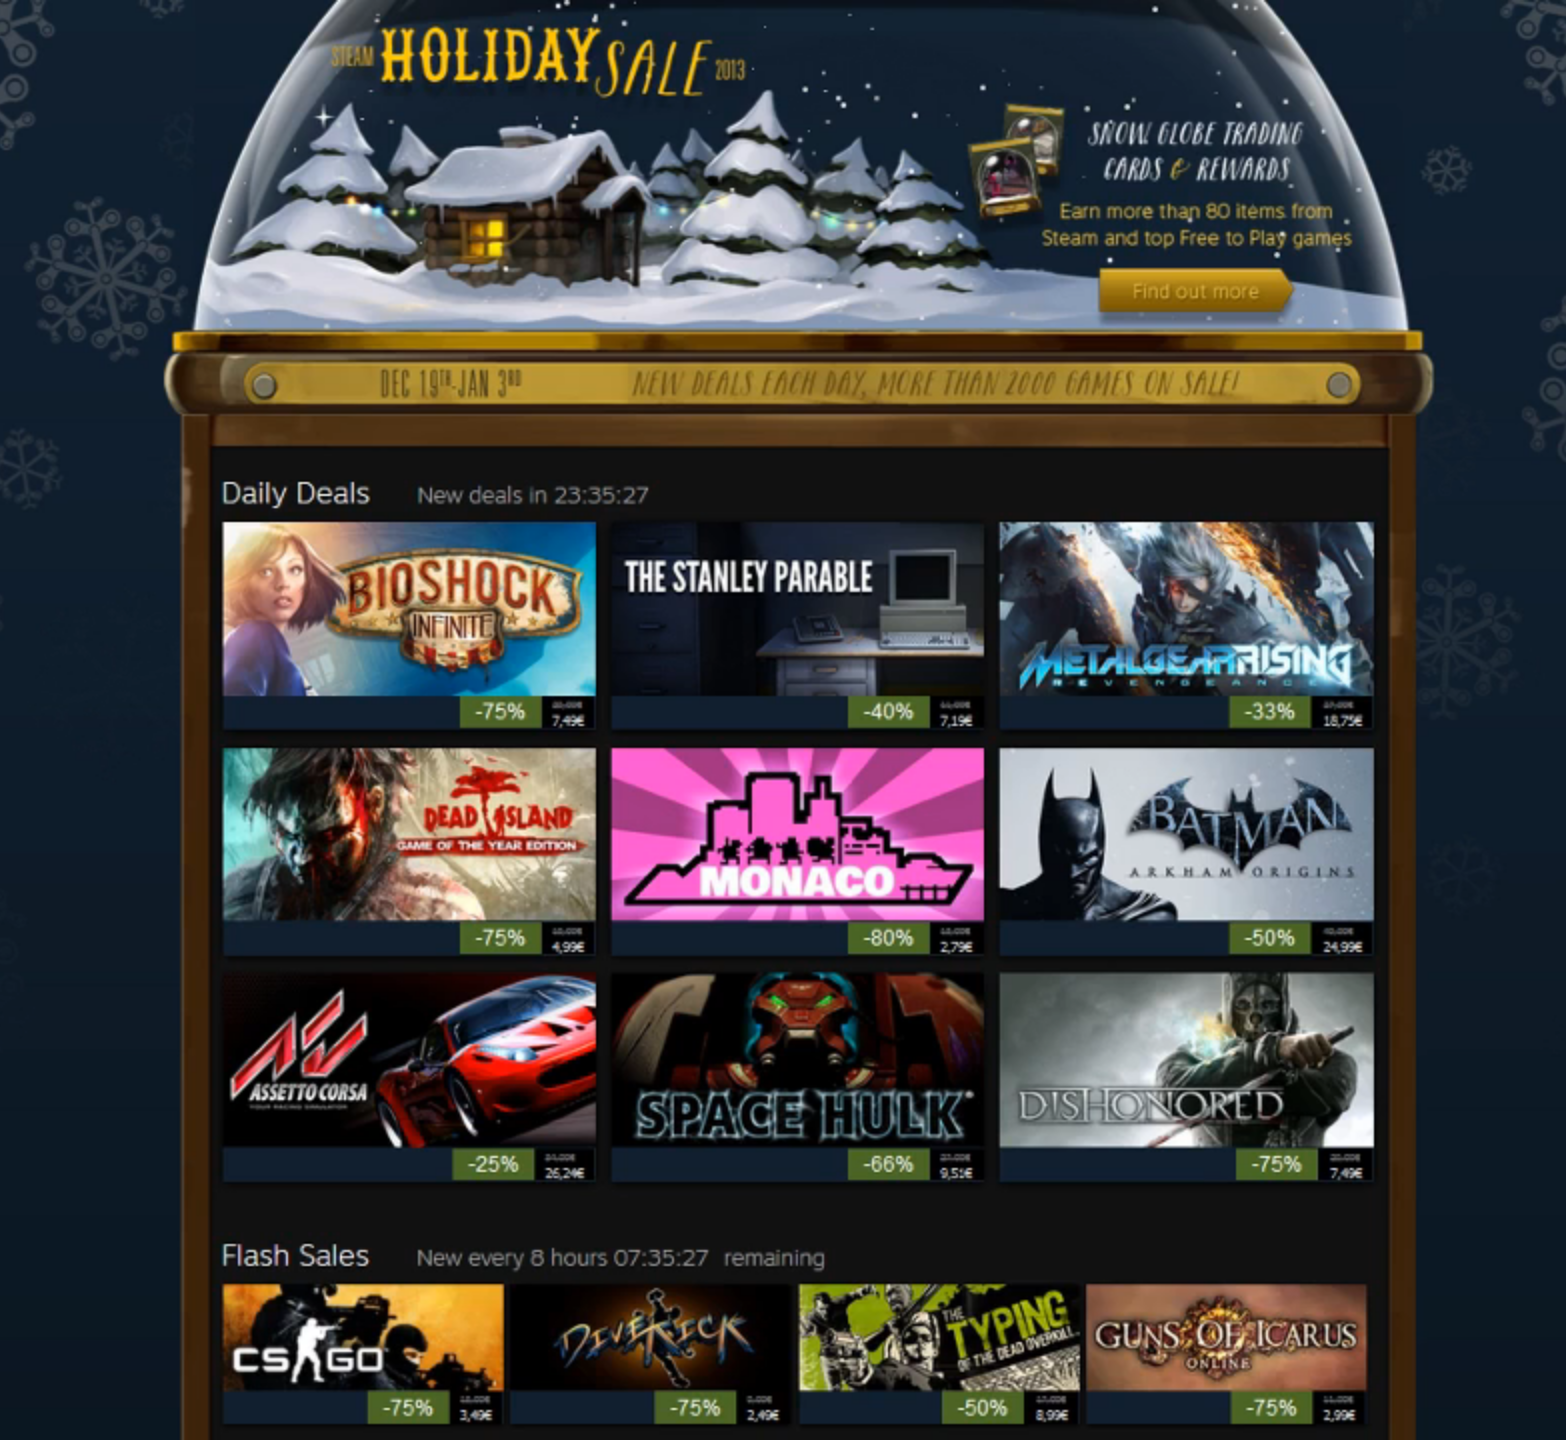 STEAM HOLIDAY SALE 2013
SNOW GLOBE TRADING
CARDS & REWARDS
Earn more than 80 items from
Steam and top Free to Play games
Find out more
DEC 19TH-JAN 3RD NEW DEALS EACH DAY, MORE THAN 2000 GAMES ON SALE!
Daily Deals New deals in 23:35:27
BIOSHOCK
INFINITE
THE STANLEY PARABLE
METAL GEAR RISING
REVENGEANCE
-75% 7,49€
-40% 7,19€
-33% 18,75€
DEAD ISLAND
GAME OF THE YEAR EDITION
MONACO
BATMAN
ARKHAM ORIGINS
-75% 4,99€
-80% 2,79€
-50% 24,99€
ASSETTO CORSA
YOUR RACING SIMULATOR
SPACE HULK
DISHONORED
-25% 26,24€
-66% 9,51€
-75% 7,49€
Flash Sales New every 8 hours 07:35:27 remaining
CS GO
DIVEKICK
THE
TYPING
OF THE DEAD OVERKILL
GUNS OF ICARUS
ONLINE
-75% 3,49€
-75% 2,49€
-50% 8,99€
-75% 2,99€